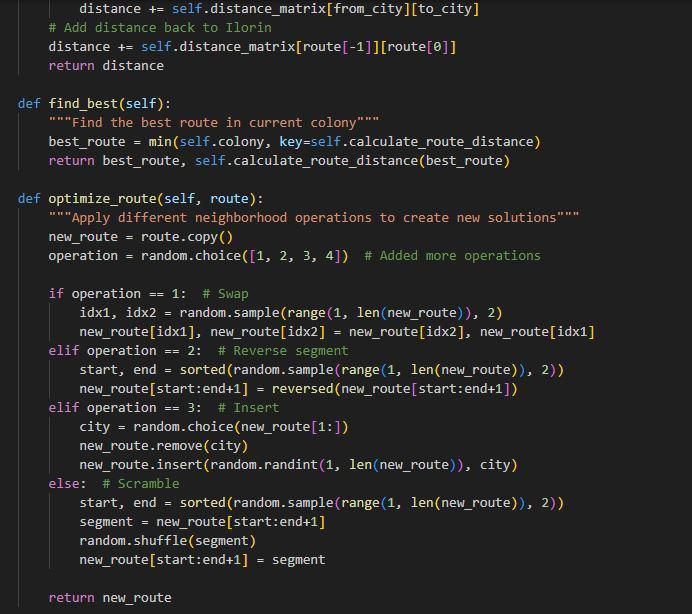 distance += self.distance_matrix[from_city][to_city]
    # Add distance back to Ilorin
    distance += self.distance_matrix[route[-1]][route[0]]
    return distance

def find_best(self):
    """Find the best route in current colony"""
    best_route = min(self.colony, key=self.calculate_route_distance)
    return best_route, self.calculate_route_distance(best_route)

def optimize_route(self, route):
    """Apply different neighborhood operations to create new solutions"""
    new_route = route.copy()
    operation = random.choice([1, 2, 3, 4])  # Added more operations

    if operation == 1:  # Swap
        idx1, idx2 = random.sample(range(1, len(new_route)), 2)
        new_route[idx1], new_route[idx2] = new_route[idx2], new_route[idx1]
    elif operation == 2:  # Reverse segment
        start, end = sorted(random.sample(range(1, len(new_route)), 2))
        new_route[start:end+1] = reversed(new_route[start:end+1])
    elif operation == 3:  # Insert
        city = random.choice(new_route[1:])
        new_route.remove(city)
        new_route.insert(random.randint(1, len(new_route)), city)
    else:  # Scramble
        start, end = sorted(random.sample(range(1, len(new_route)), 2))
        segment = new_route[start:end+1]
        random.shuffle(segment)
        new_route[start:end+1] = segment

    return new_route